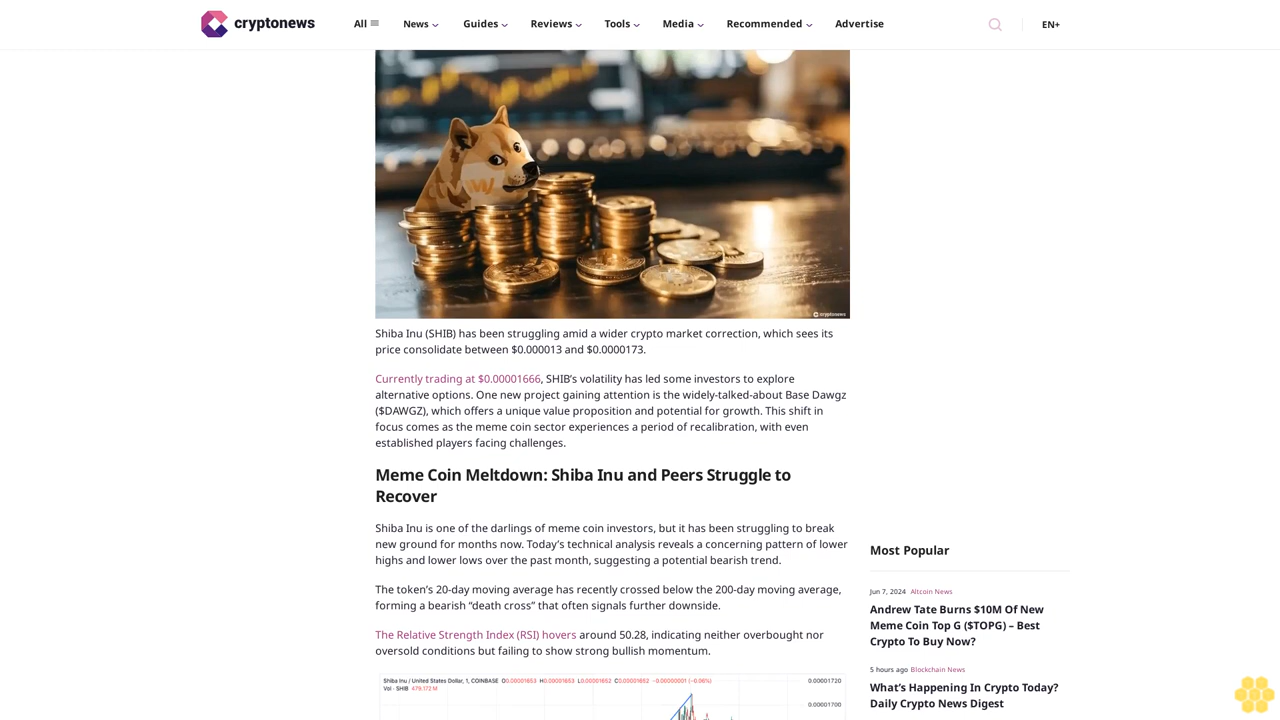 cryptonews
All
News
Guides
Reviews
Tools
Media
Recommended
Advertise
EN+
cryptonews
Shiba Inu (SHIB) has been struggling amid a wider crypto market correction, which sees its
price consolidate between $0.000013 and $0.0000173.
Currently trading at $0.00001666, SHIB’s volatility has led some investors to explore
alternative options. One new project gaining attention is the widely-talked-about Base Dawgz
($DAWGZ), which offers a unique value proposition and potential for growth. This shift in
focus comes as the meme coin sector experiences a period of recalibration, with even
established players facing challenges.
Meme Coin Meltdown: Shiba Inu and Peers Struggle to
Recover
Shiba Inu is one of the darlings of meme coin investors, but it has been struggling to break
new ground for months now. Today’s technical analysis reveals a concerning pattern of lower
highs and lower lows over the past month, suggesting a potential bearish trend.
The token’s 20-day moving average has recently crossed below the 200-day moving average,
forming a bearish “death cross” that often signals further downside.
The Relative Strength Index (RSI) hovers around 50.28, indicating neither overbought nor
oversold conditions but failing to show strong bullish momentum.
Shiba Inu / United States Dollar, 1, COINBASE O0.00001653 H0.00001653 L0.00001652 C0.00001652 −0.00000001 (−0.06%)
Vol · SHIB 479.172 M
0.00001720
0.00001700
Most Popular
Jun 7, 2024 Altcoin News
Andrew Tate Burns $10M Of New
Meme Coin Top G ($TOPG) – Best
Crypto To Buy Now?
5 hours ago Blockchain News
What’s Happening In Crypto Today?
Daily Crypto News Digest